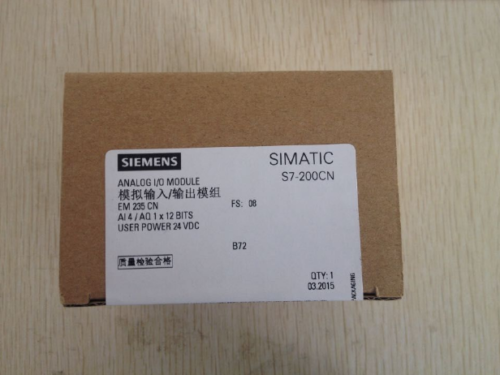 SIEMENS
SIMATIC
S7-200CN
ANALOG I/O MODULE
模拟输入/输出模组
EM 235 CN
FS: 08
AI 4 / AQ 1 x 12 BITS
USER POWER 24 VDC
B72
质量检验合格
QTY: 1
03.2015
PACKAGING